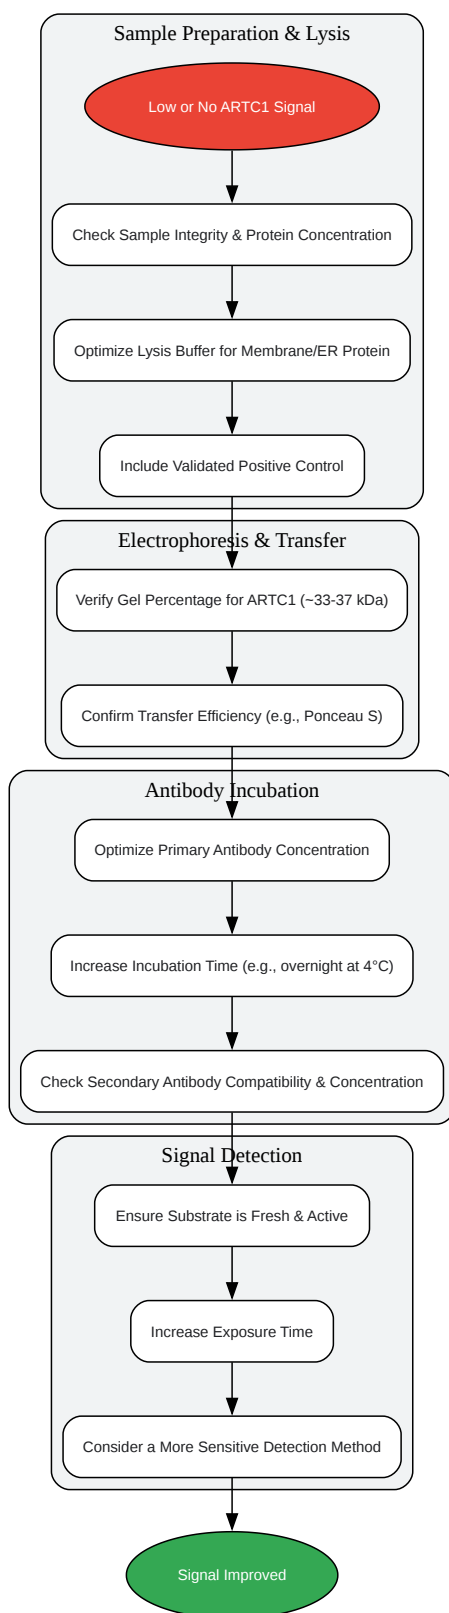 Sample Preparation & Lysis
Low or No ARTC1 Signal
Check Sample Integrity & Protein Concentration
Optimize Lysis Buffer for Membrane/ER Protein
Include Validated Positive Control
Electrophoresis & Transfer
Verify Gel Percentage for ARTC1 (~33-37 kDa)
Confirm Transfer Efficiency (e.g., Ponceau S)
Antibody Incubation
Optimize Primary Antibody Concentration
Increase Incubation Time (e.g., overnight at 4°C)
Check Secondary Antibody Compatibility & Concentration
Signal Detection
Ensure Substrate is Fresh & Active
Increase Exposure Time
Consider a More Sensitive Detection Method
Signal Improved